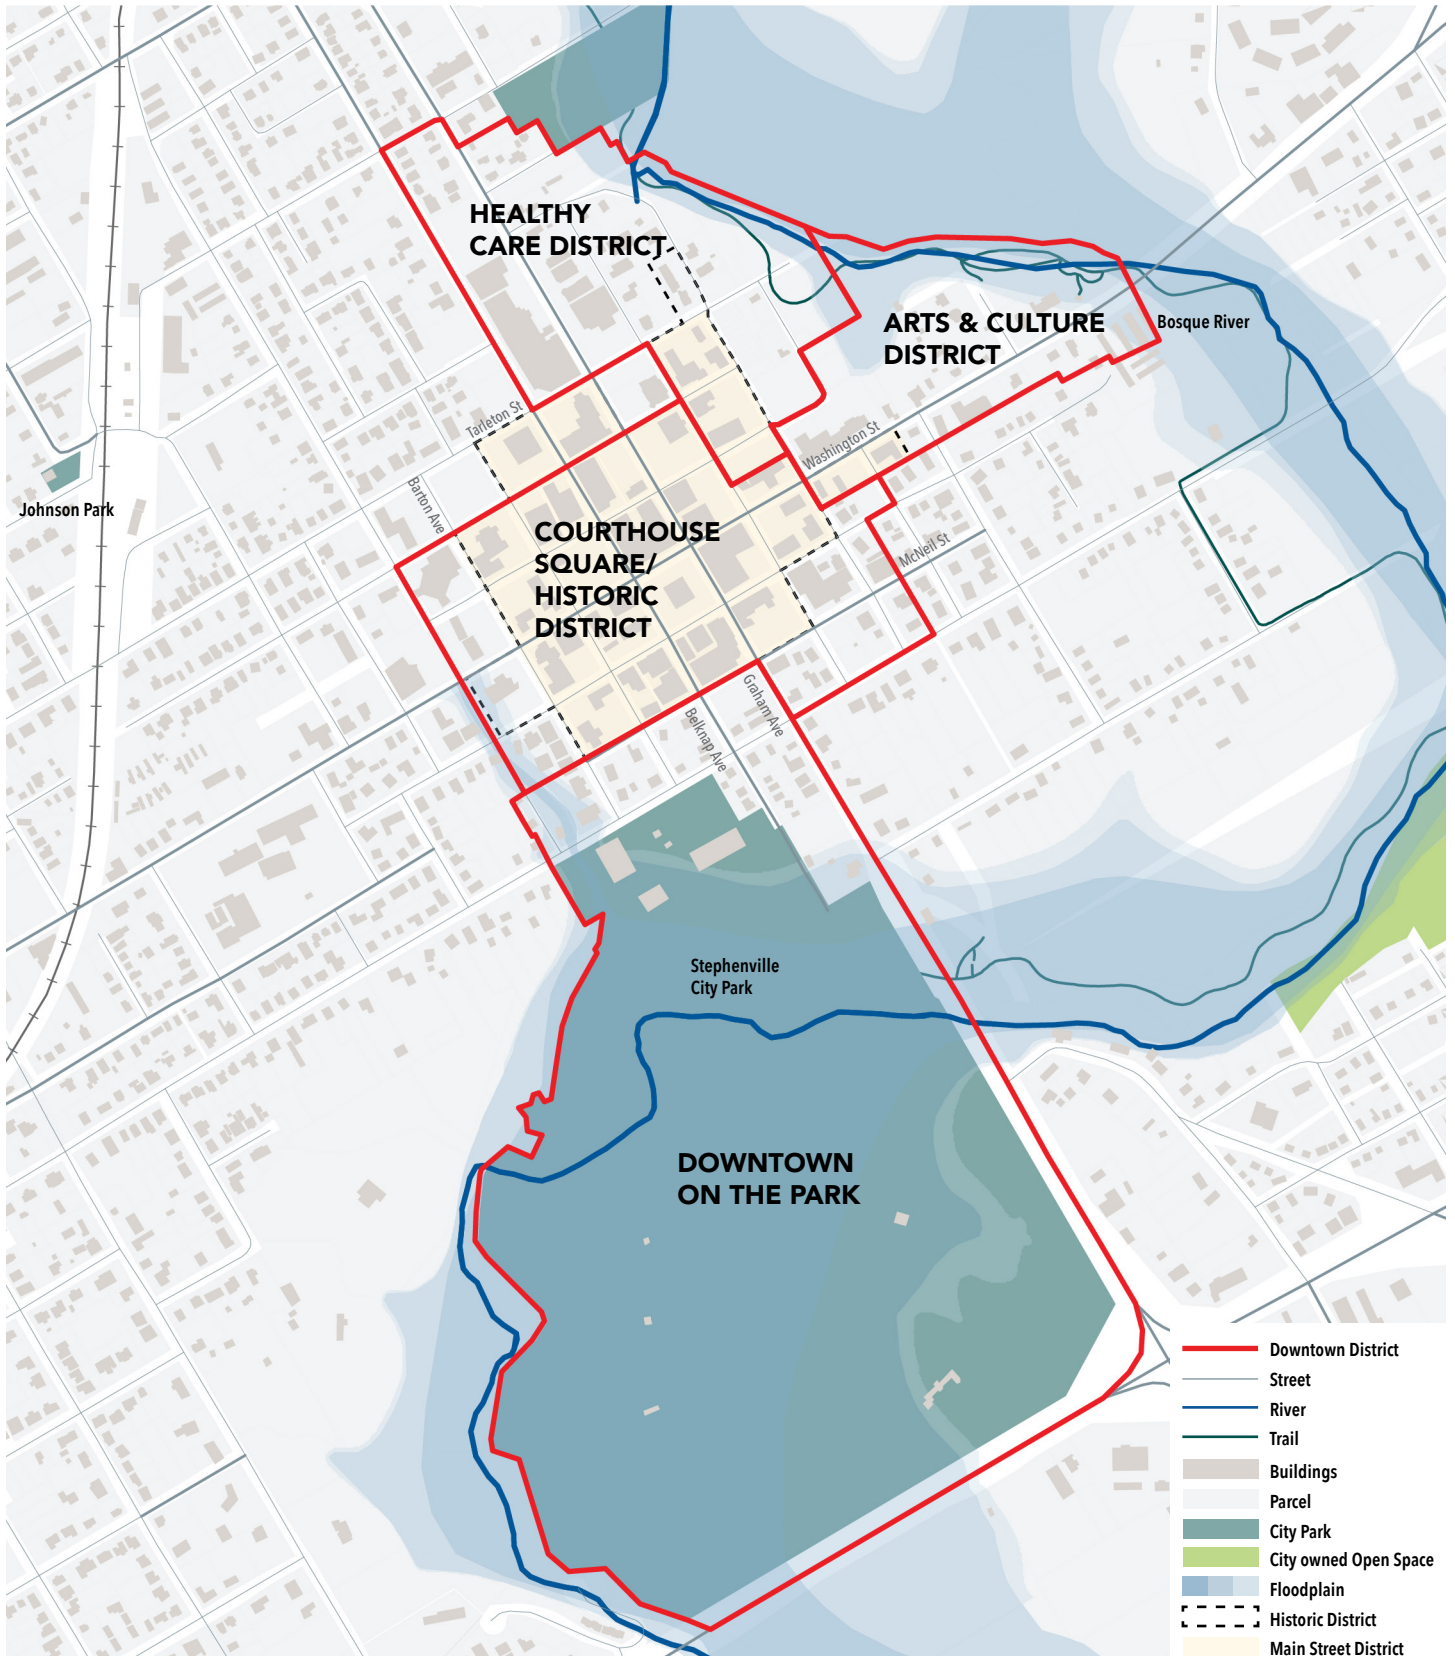 HEALTHY
CARE DISTRICT
ARTS & CULTURE
DISTRICT
Bosque River
Tarleton St
Washington St
Barton Ave
Johnson Park
COURTHOUSE
SQUARE/
HISTORIC
DISTRICT
McNeil St
Graham Ave
Belknap Ave
Stephenville
City Park
DOWNTOWN
ON THE PARK
Downtown District
Street
River
Trail
Buildings
Parcel
City Park
City owned Open Space
Floodplain
Historic District
Main Street District